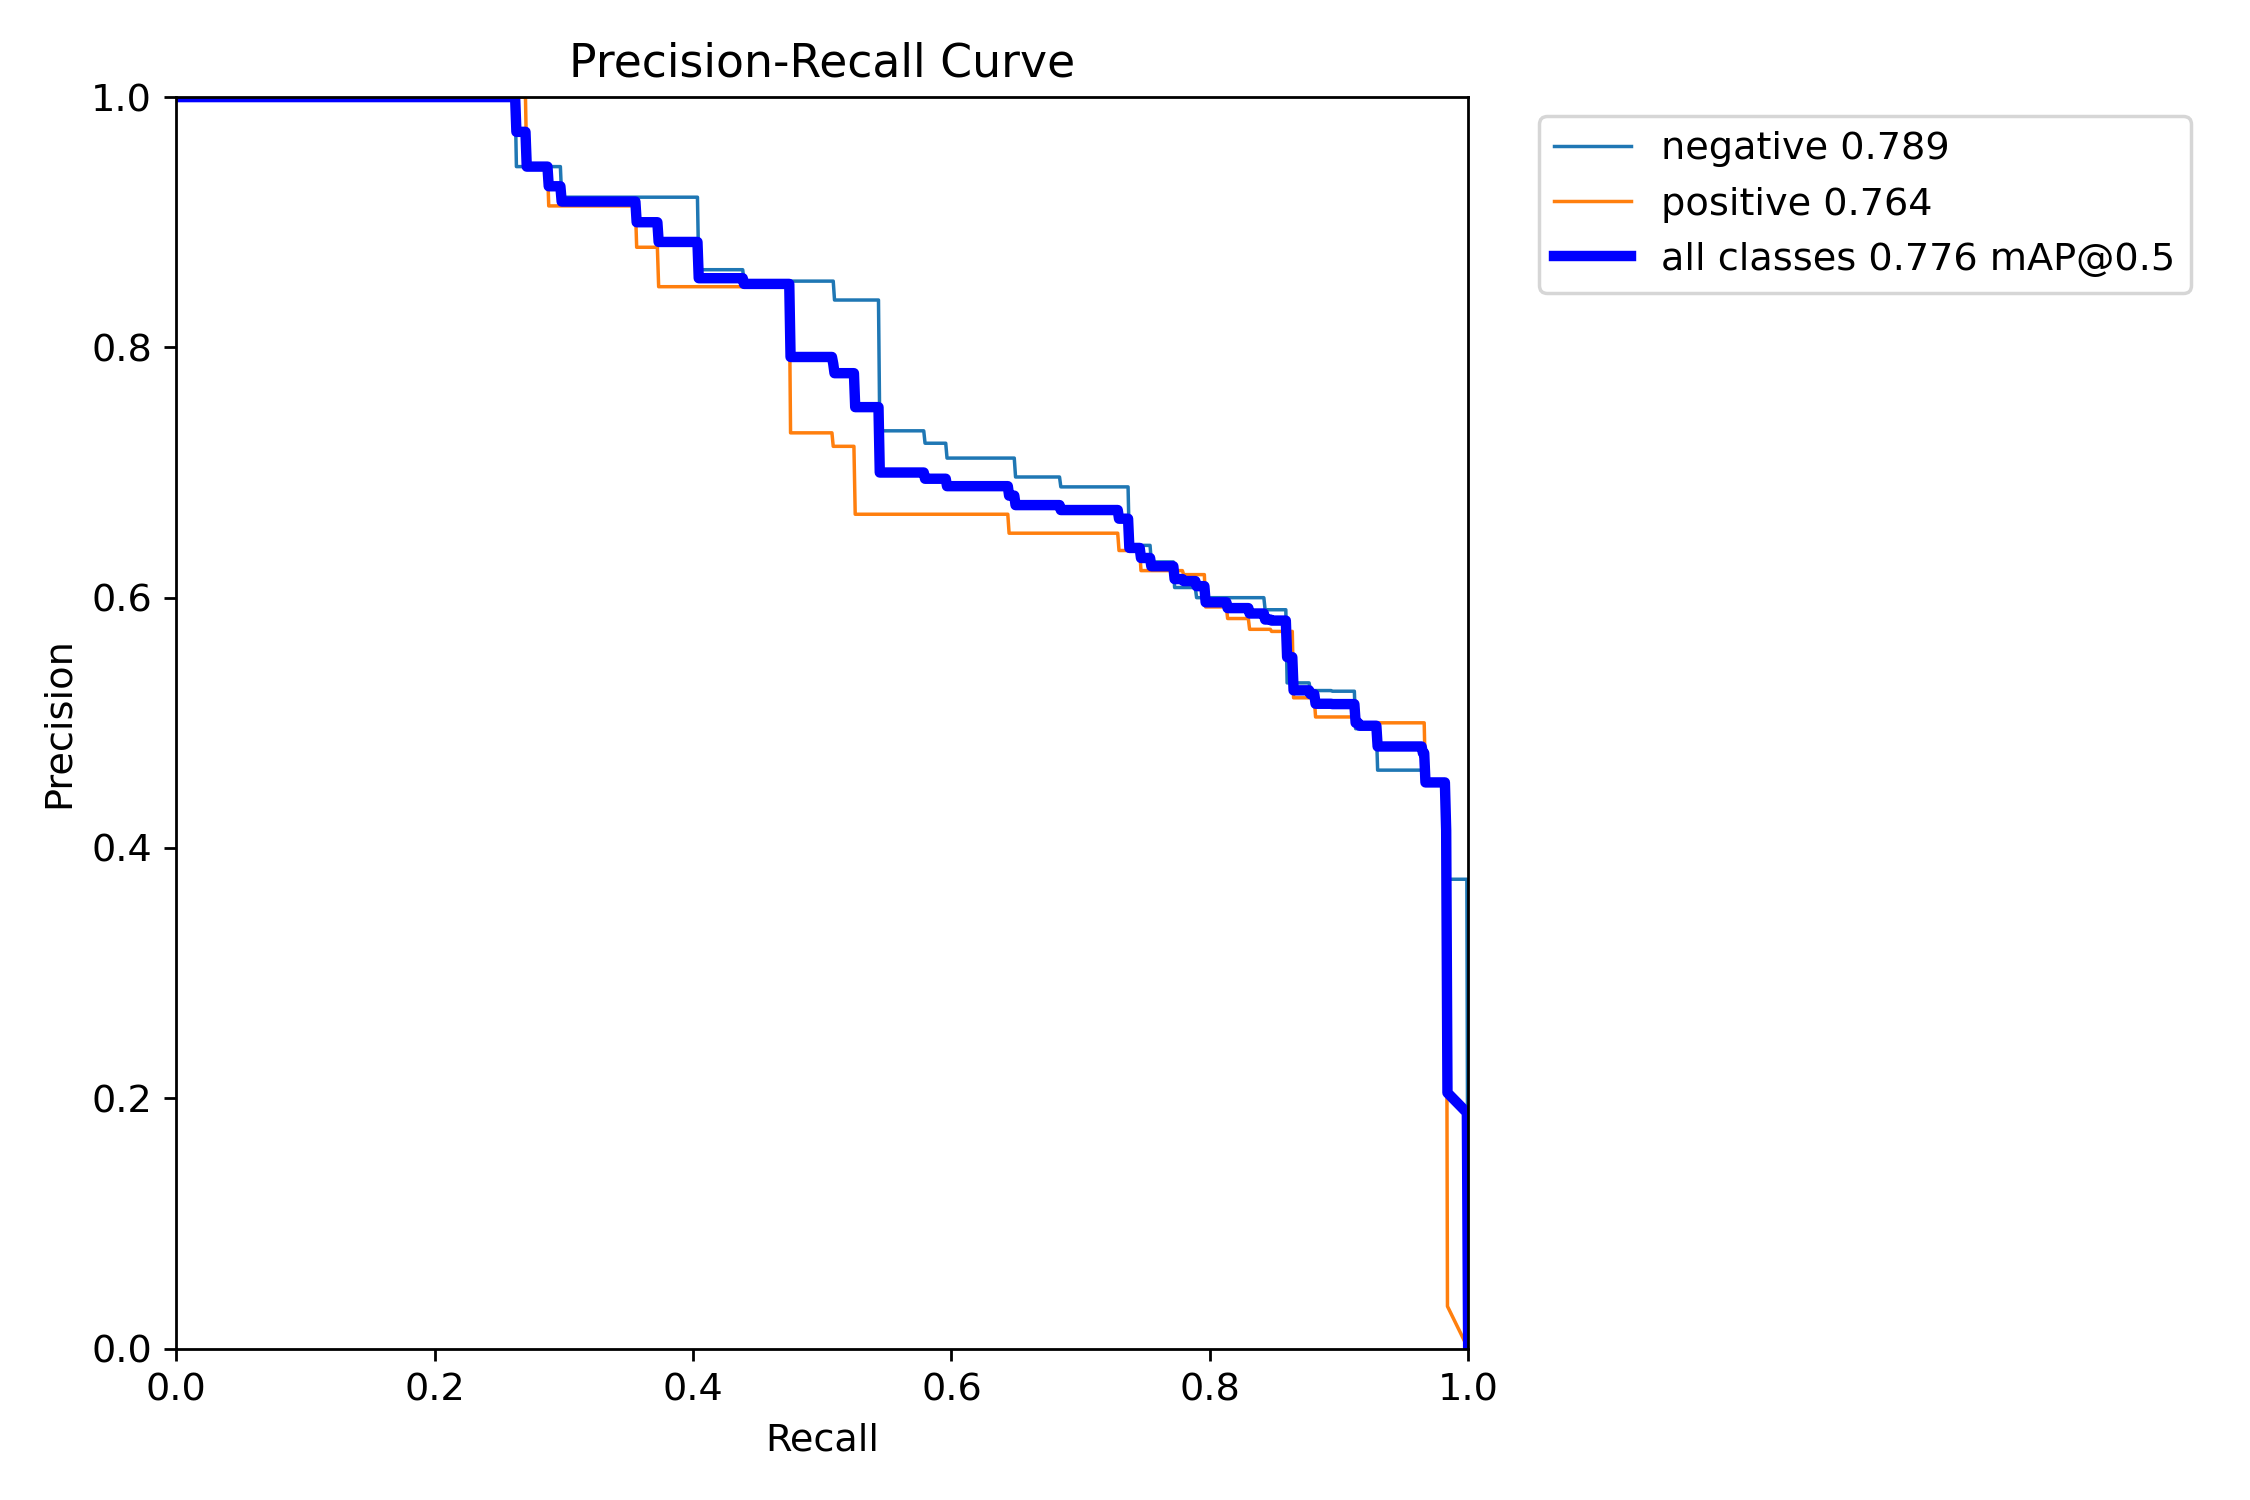 Precision-Recall Curve
negative 0.789
positive 0.764
all classes 0.776 mAP@0.5
Precision
1.0
0.8
0.6
0.4
0.2
0.0
0.0 0.2 0.4 0.6 0.8 1.0
Recall